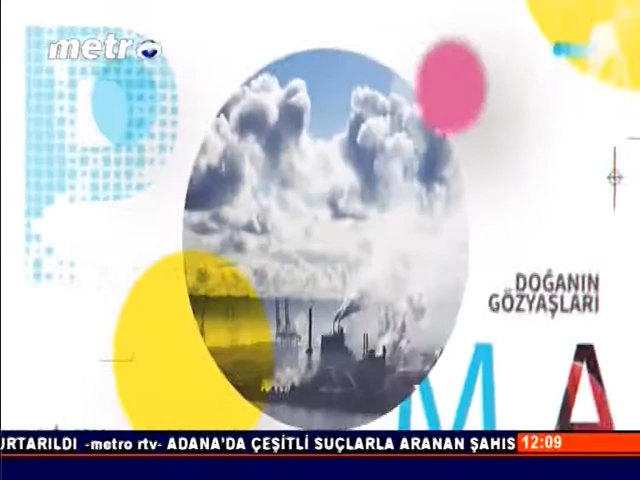 metro
DOĞANIN
GÖZYAŞLARI
P
M A
URTARILDI -metro rtv- ADANA'DA ÇEŞİTLİ SUÇLARLA ARANAN ŞAHIS 12:09